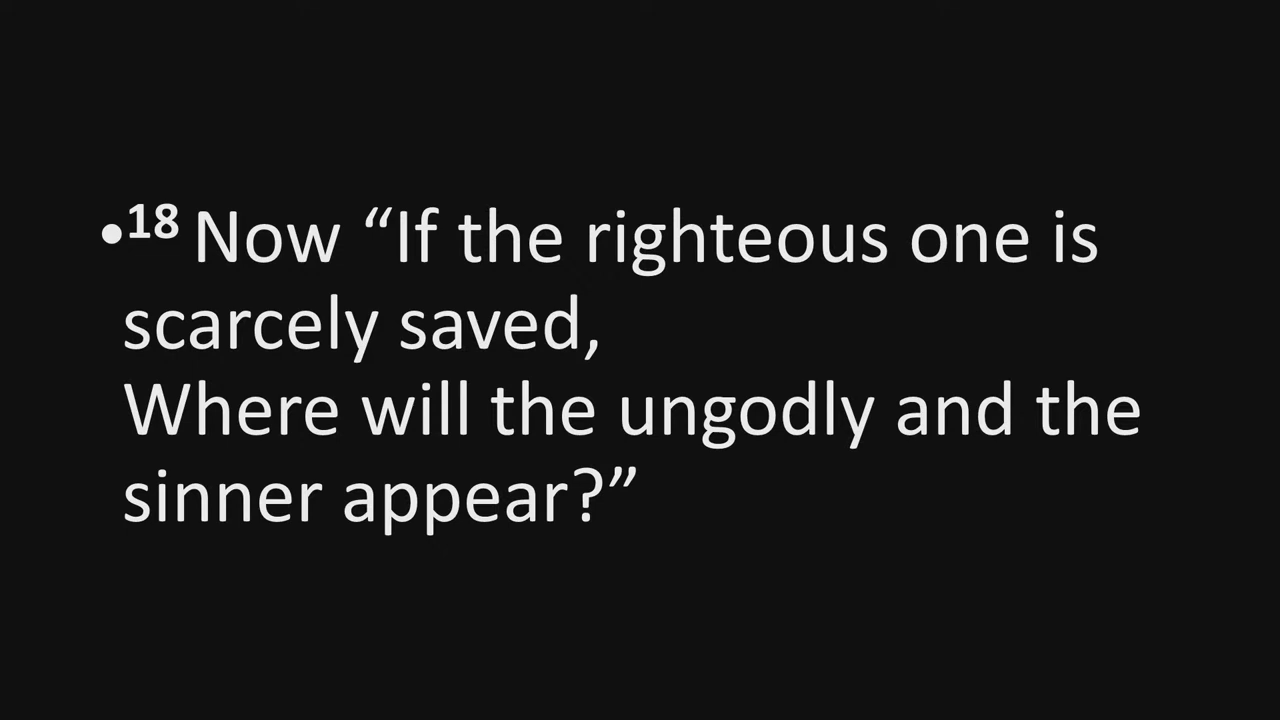 •18 Now “If the righteous one is
scarcely saved,
Where will the ungodly and the
sinner appear?”